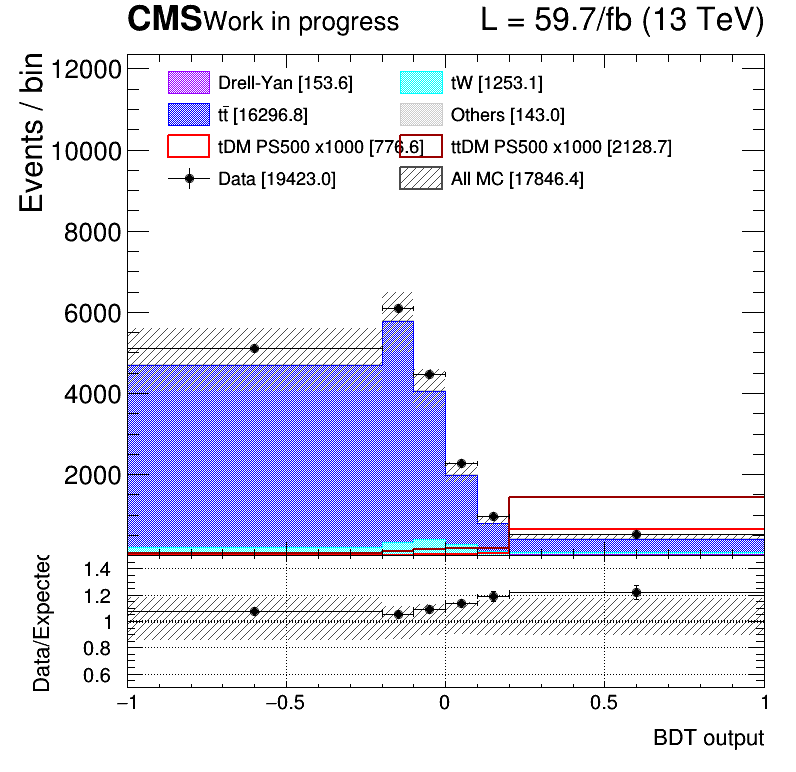 CMS Work in progress L = 59.7/fb (13 TeV)
Events / bin
12000
10000
8000
6000
4000
2000
Drell-Yan [153.6] tW [1253.1]
tt̄ [16296.8] Others [143.0]
tDM PS500 x1000 [776.6] ttDM PS500 x1000 [2128.7]
Data [19423.0] All MC [17846.4]
Data/Expected
1.4
1.2
1
0.8
0.6
−1 −0.5 0 0.5 1
BDT output